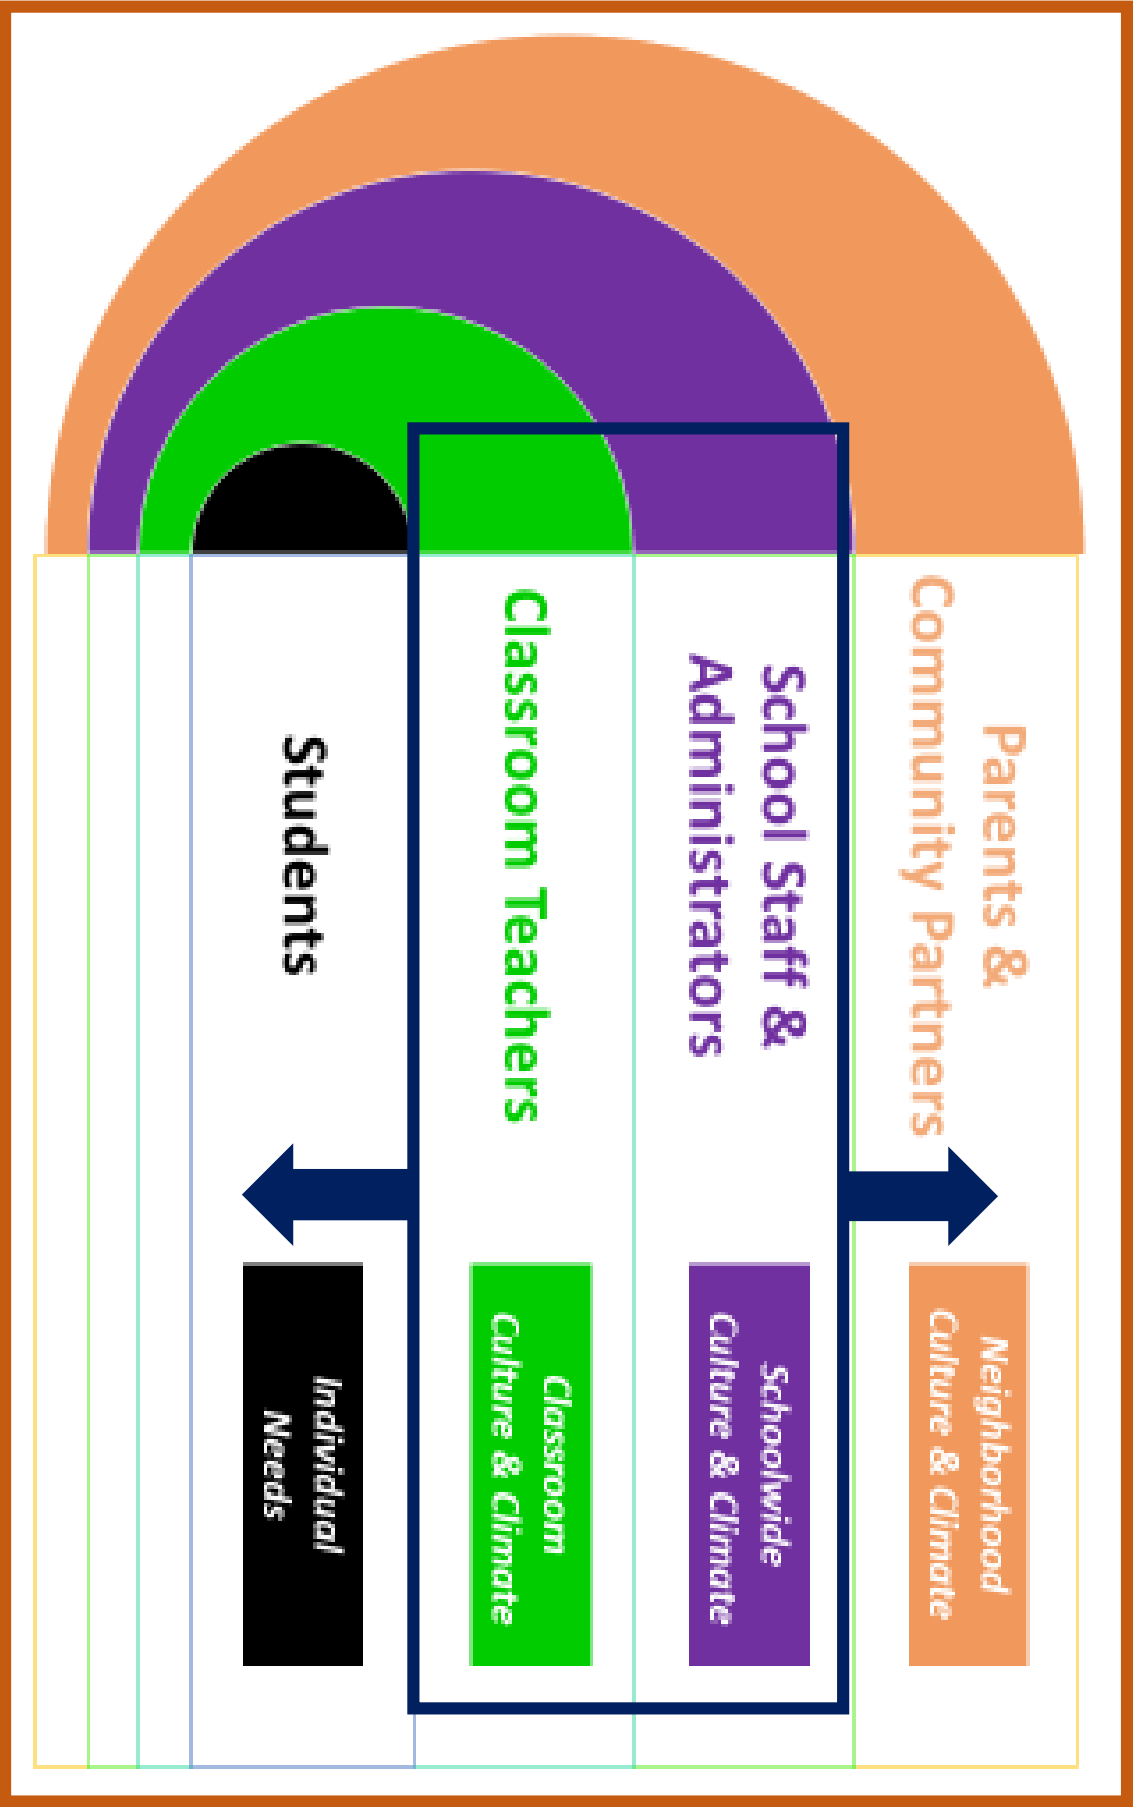 Parents &
Community Partners
Neighborhood
Culture & Climate
School Staff &
Administrators
Schoolwide
Culture & Climate
Classroom Teachers
Classroom
Culture & Climate
Students
Individual
Needs